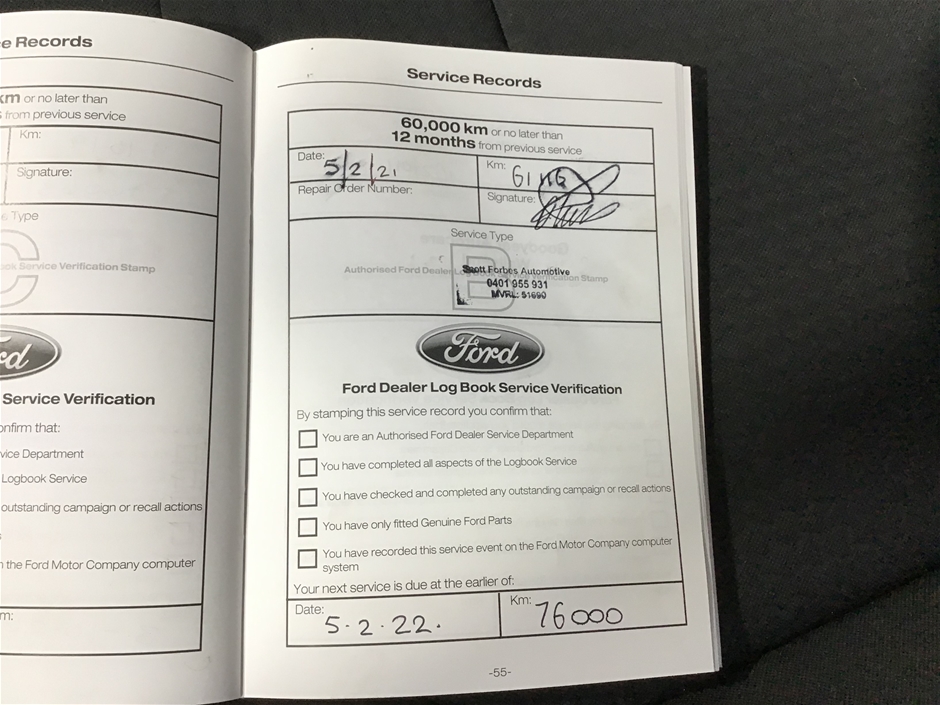 e Records
km or no later than
from previous service
Km:
Signature:
Type
ok Service Verification Stamp
Service Verification
onfirm that:
vice Department
Logbook Service
outstanding campaign or recall actions
n the Ford Motor Company computer
m:
Service Records
60,000 km or no later than
12 months from previous service
Date: 5/2/21
Km:
Repair Order Number:
Signature:
Service Type
B
Authorised Ford Dealer Stamp
Scott Forbes Automotive
0401 955 931
MVRL: 51690
Ford
Ford Dealer Log Book Service Verification
By stamping this service record you confirm that:
You are an Authorised Ford Dealer Service Department
You have completed all aspects of the Logbook Service
You have checked and completed any outstanding campaign or recall actions
You have only fitted Genuine Ford Parts
You have recorded this service event on the Ford Motor Company computer
system
Your next service is due at the earlier of:
Date: 5.2.22.
Km: 76000
-55-